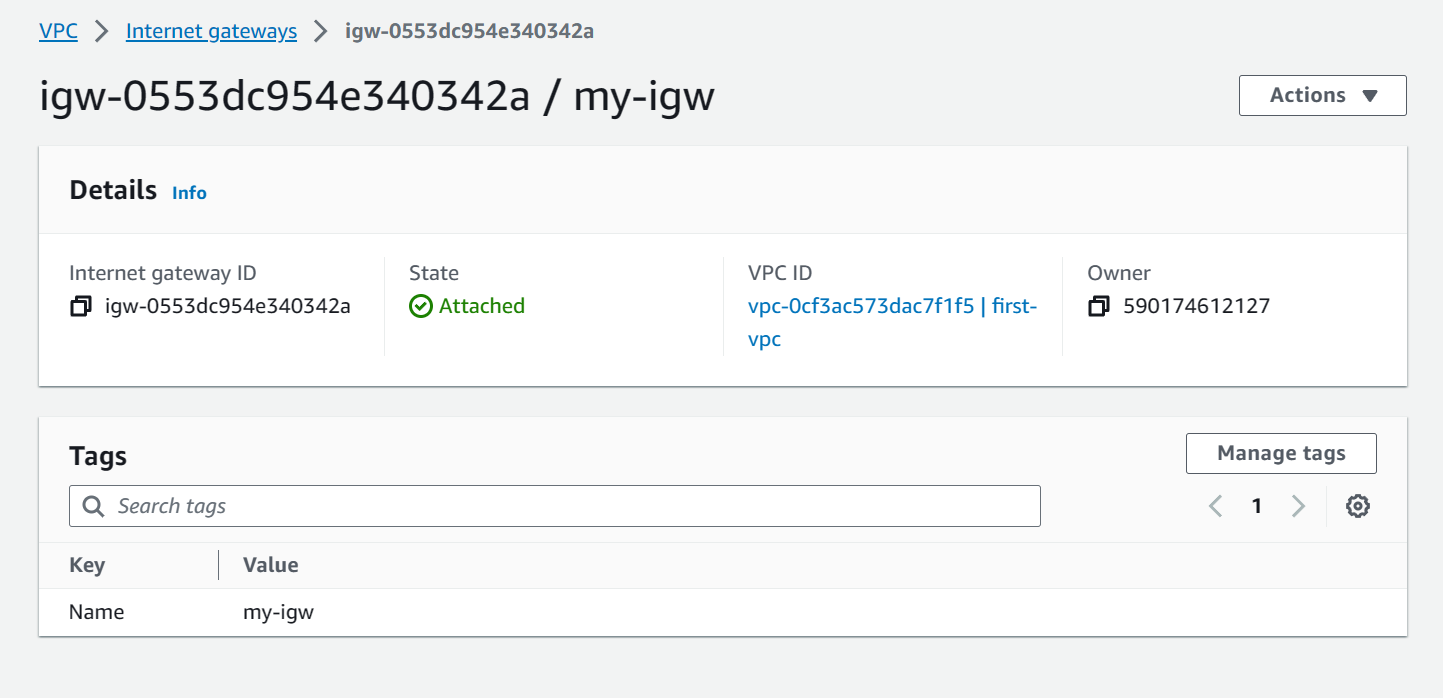 VPC > Internet gateways > igw-0553dc954e340342a
igw-0553dc954e340342a / my-igw
Actions ▼
Details Info
Internet gateway ID
igw-0553dc954e340342a
State
Attached
VPC ID
vpc-0cf3ac573dac7f1f5 | first-
vpc
Owner
590174612127
Tags
Manage tags
Search tags
< 1 >
Key Value
Name my-igw